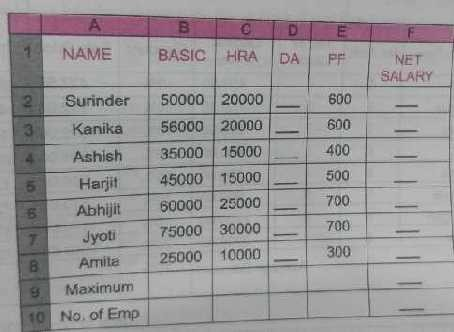 A B C D E F
1 NAME BASIC HRA DA PF NET SALARY
2 Surinder 50000 20000 ___ 600 ___
3 Kanika 56000 20000 ___ 600 ___
4 Ashish 35000 15000 ___ 400 ___
5 Harjit 45000 15000 ___ 500 ___
6 Abhijit 60000 25000 ___ 700 ___
7 Jyoti 75000 30000 ___ 700 ___
8 Amita 25000 10000 ___ 300 ___
9 Maximum ___
10 No. of Emp ___